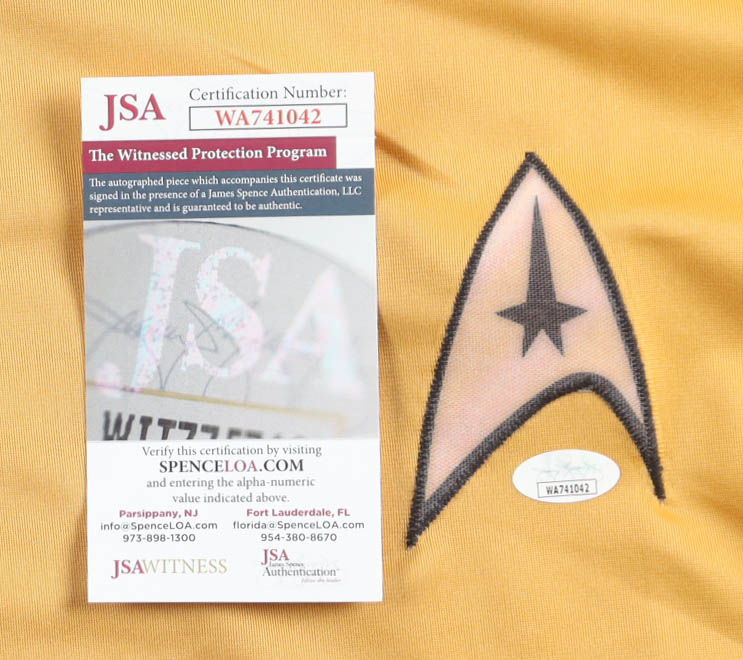 JSA
Certification Number:
WA741042
The Witnessed Protection Program
The autographed piece which accompanies this certificate was
signed in the presence of a James Spence Authentication, LLC
representative and is guaranteed to be authentic.
JSA
Verify this certification by visiting
SPENCELOA.COM
and entering the alpha-numeric
value indicated above.
Parsippany, NJ
info@SpenceLOA.com
973-898-1300
Fort Lauderdale, FL
florida@SpenceLOA.com
954-380-8670
JSAWITNESS
JSA
James Spence
Authentication
WA741042